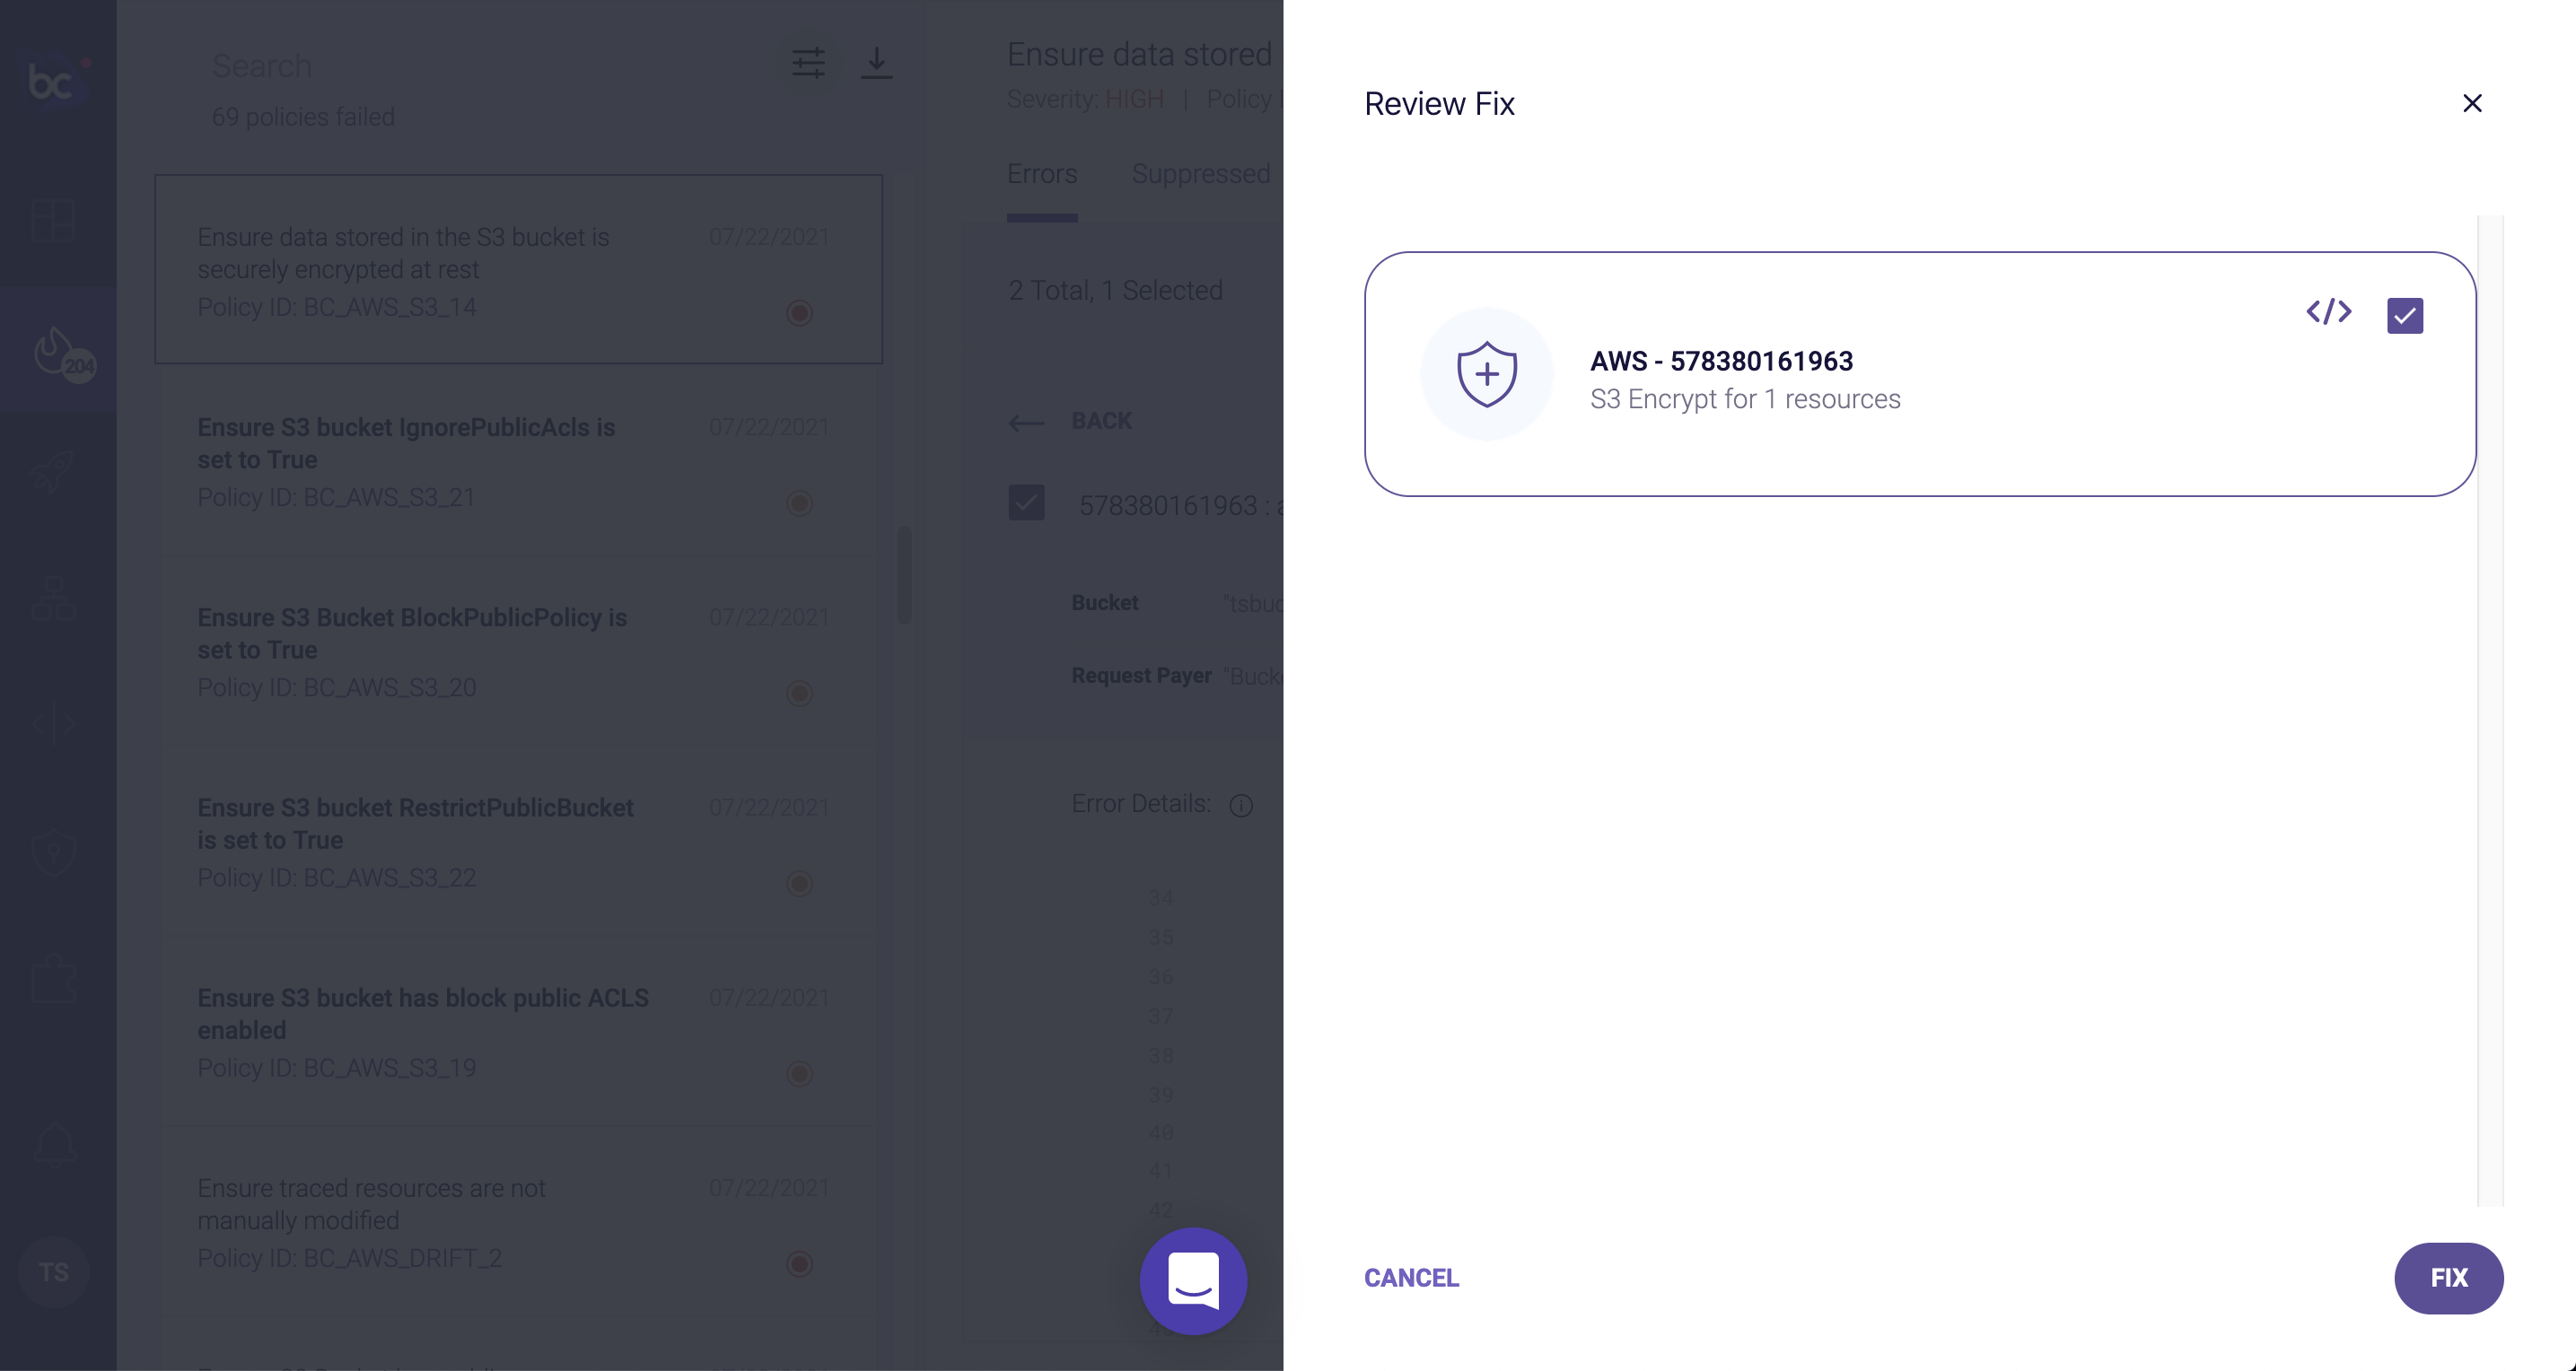 bc
204
TS
Search
69 policies failed
Ensure data stored in the S3 bucket is
securely encrypted at rest
07/22/2021
Policy ID: BC_AWS_S3_14
Ensure S3 bucket IgnorePublicAcls is
set to True
07/22/2021
Policy ID: BC_AWS_S3_21
Ensure S3 Bucket BlockPublicPolicy is
set to True
07/22/2021
Policy ID: BC_AWS_S3_20
Ensure S3 bucket RestrictPublicBucket
is set to True
07/22/2021
Policy ID: BC_AWS_S3_22
Ensure S3 bucket has block public ACLS
enabled
07/22/2021
Policy ID: BC_AWS_S3_19
Ensure traced resources are not
manually modified
07/22/2021
Policy ID: BC_AWS_DRIFT_2
Ensure data stored
Severity: HIGH | Policy
Errors Suppressed
2 Total, 1 Selected
BACK
578380161963 : a
Bucket "tsbuc
Request Payer "Bucke
Error Details:
34
35
36
37
38
39
40
41
42
Review Fix
AWS - 578380161963
S3 Encrypt for 1 resources
CANCEL
FIX